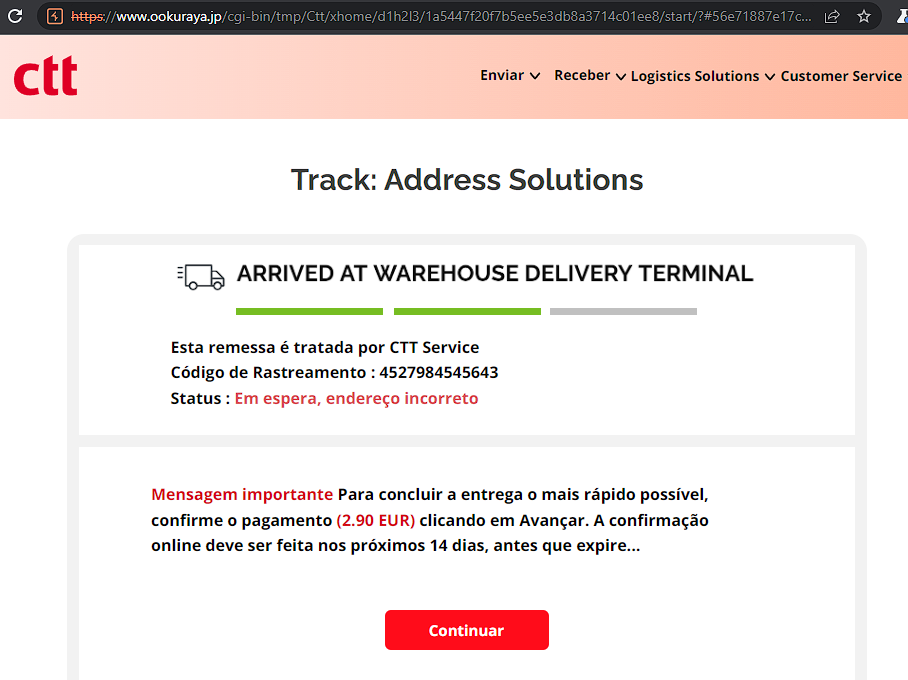 https://www.ookuraya.jp/cgi-bin/tmp/Ctt/xhome/d1h2l3/1a5447f20f7b5ee5e3db8a3714c01ee8/start/?#56e71887e17c...
ctt
Enviar Receber Logistics Solutions Customer Service
Track: Address Solutions
ARRIVED AT WAREHOUSE DELIVERY TERMINAL
Esta remessa é tratada por CTT Service
Código de Rastreamento : 4527984545643
Status : Em espera, endereço incorreto
Mensagem importante Para concluir a entrega o mais rápido possível,
confirme o pagamento (2.90 EUR) clicando em Avançar. A confirmação
online deve ser feita nos próximos 14 dias, antes que expire...
Continuar